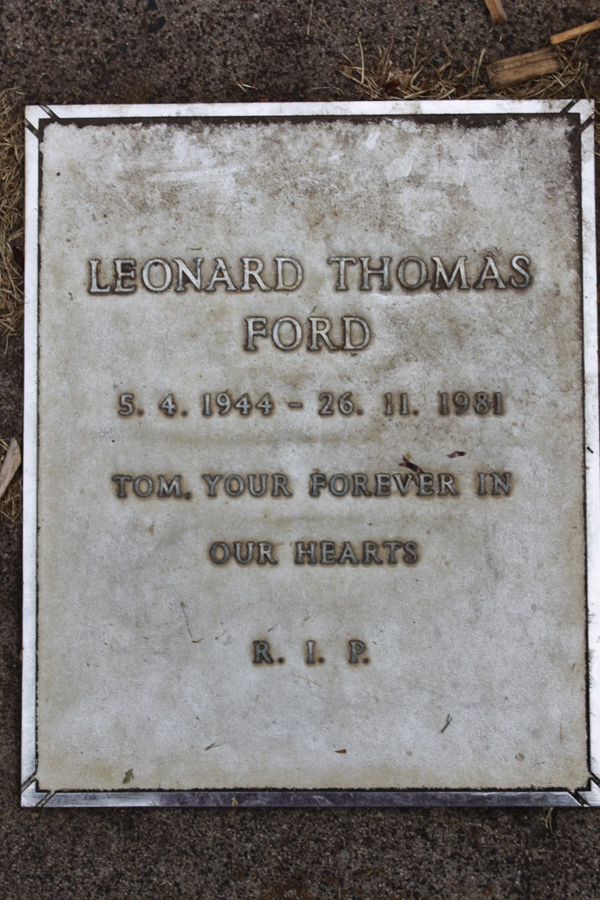 LEONARD THOMAS
FORD
5. 4. 1944 - 26. 11. 1981
TOM, YOUR FOREVER IN
OUR HEARTS
R. I. P.